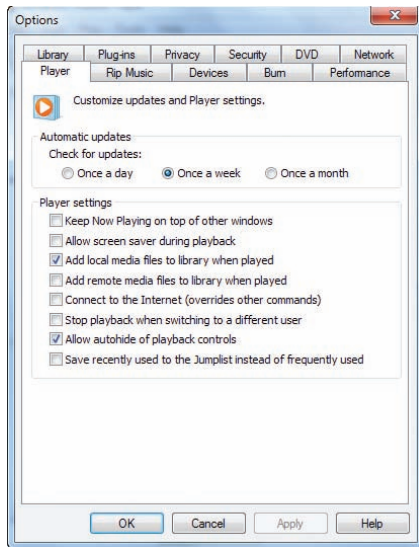 Options
Library Plug-ins Privacy Security DVD Network
Player Rip Music Devices Burn Performance
Customize updates and Player settings.
Automatic updates
Check for updates:
Once a day Once a week Once a month
Player settings
Keep Now Playing on top of other windows
Allow screen saver during playback
Add local media files to library when played
Add remote media files to library when played
Connect to the Internet (overrides other commands)
Stop playback when switching to a different user
Allow autohide of playback controls
Save recently used to the Jumplist instead of frequently used
OK Cancel Apply Help